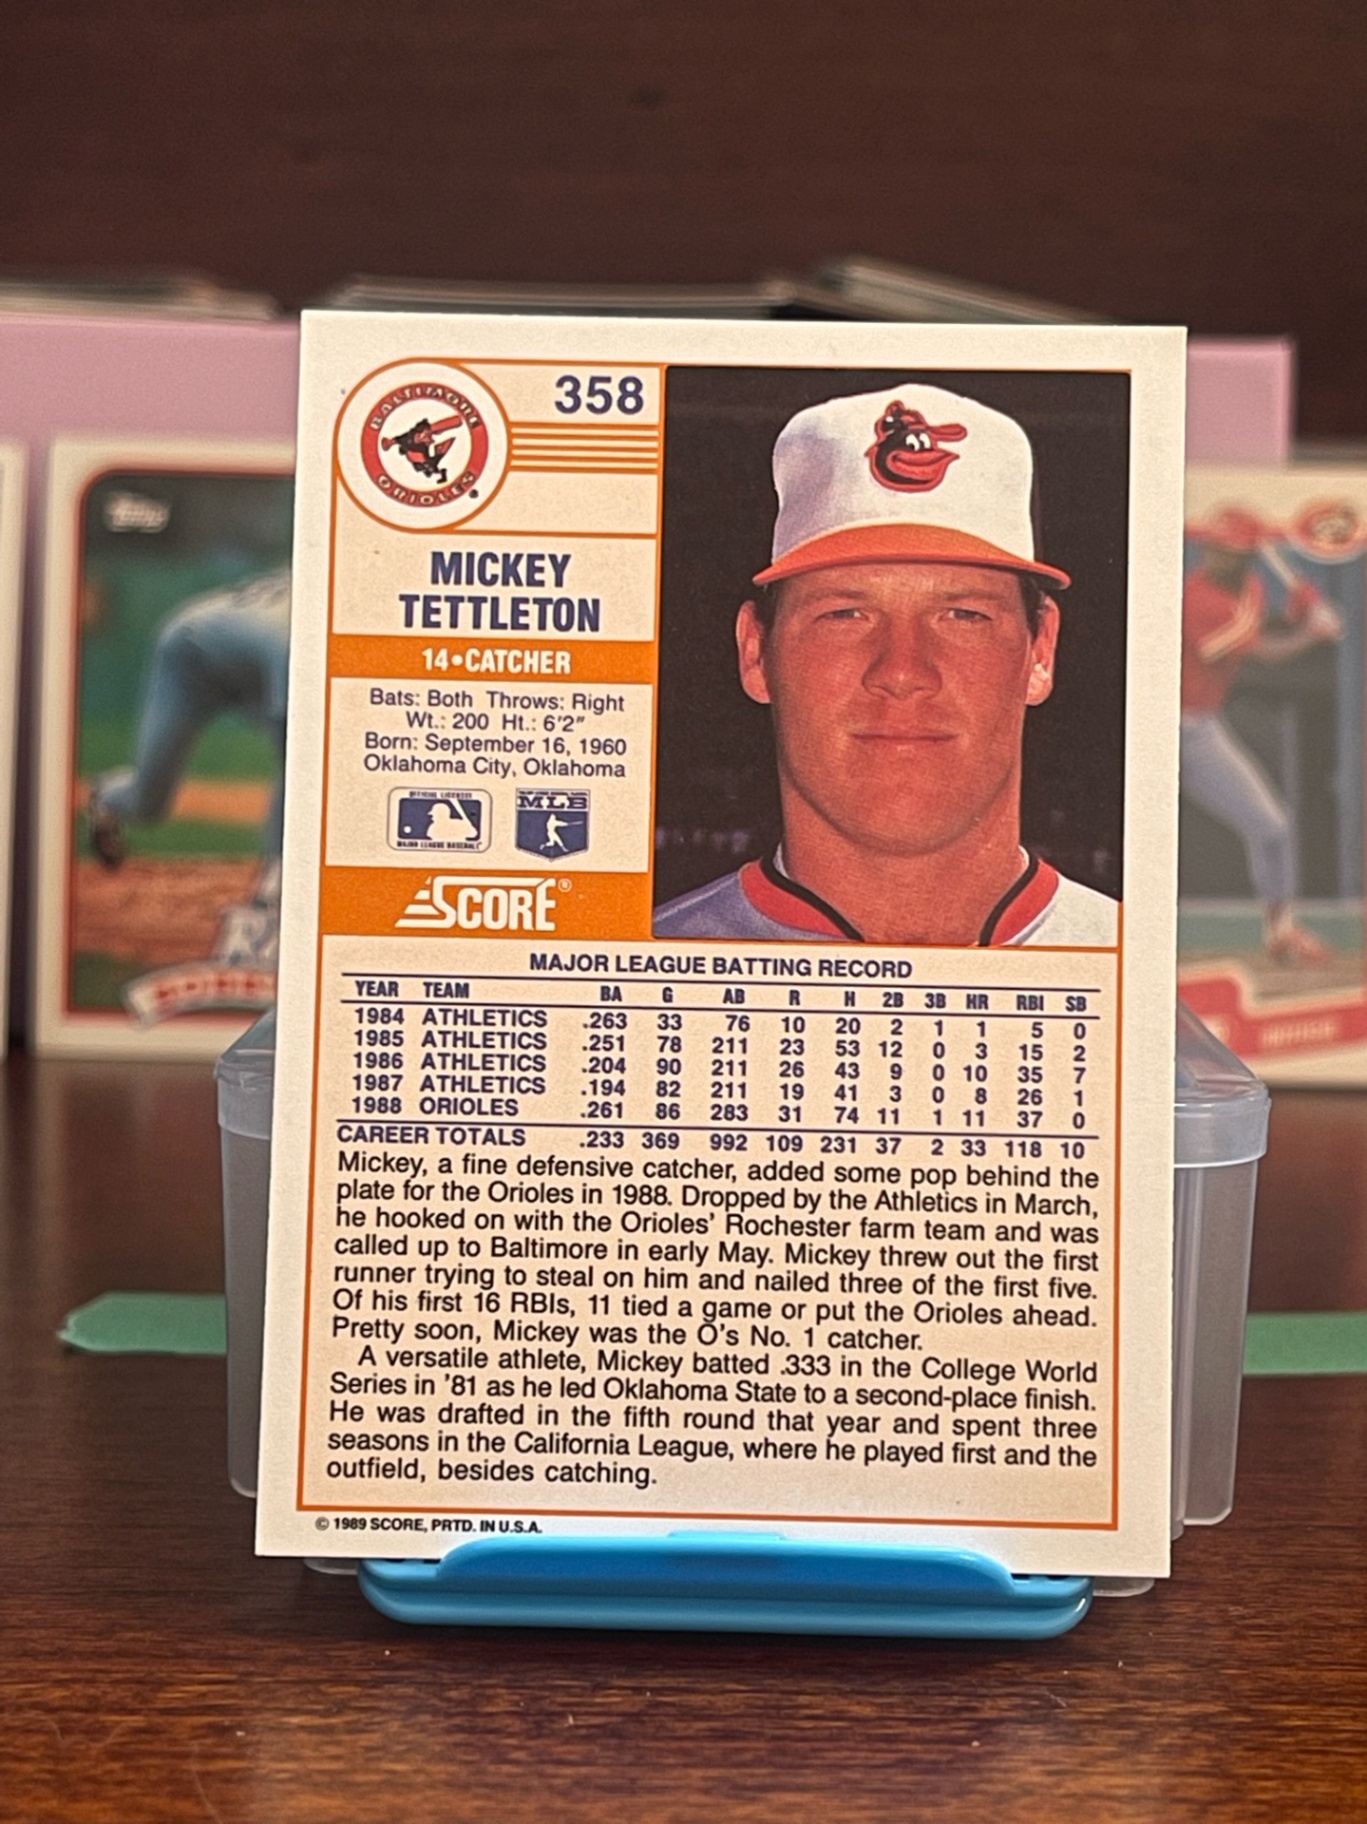 BALTIMORE
ORIOLES
358
MICKEY
TETTLETON
14•CATCHER
Bats: Both Throws: Right
Wt.: 200 Ht.: 6'2"
Born: September 16, 1960
Oklahoma City, Oklahoma
OFFICIAL LICENSEE
MAJOR LEAGUE BASEBALL
MLB
SCORE®
MAJOR LEAGUE BATTING RECORD
YEAR TEAM BA G AB R H 2B 3B HR RBI SB
1984 ATHLETICS .263 33 76 10 20 2 1 1 5 0
1985 ATHLETICS .251 78 211 23 53 12 0 3 15 2
1986 ATHLETICS .204 90 211 26 43 9 0 10 35 7
1987 ATHLETICS .194 82 211 19 41 3 0 8 26 1
1988 ORIOLES .261 86 283 31 74 11 1 11 37 0
CAREER TOTALS .233 369 992 109 231 37 2 33 118 10
Mickey, a fine defensive catcher, added some pop behind the
plate for the Orioles in 1988. Dropped by the Athletics in March,
he hooked on with the Orioles' Rochester farm team and was
called up to Baltimore in early May. Mickey threw out the first
runner trying to steal on him and nailed three of the first five.
Of his first 16 RBIs, 11 tied a game or put the Orioles ahead.
Pretty soon, Mickey was the O's No. 1 catcher.
A versatile athlete, Mickey batted .333 in the College World
Series in '81 as he led Oklahoma State to a second-place finish.
He was drafted in the fifth round that year and spent three
seasons in the California League, where he played first and the
outfield, besides catching.
© 1989 SCORE, PRTD. IN U.S.A.
Topps